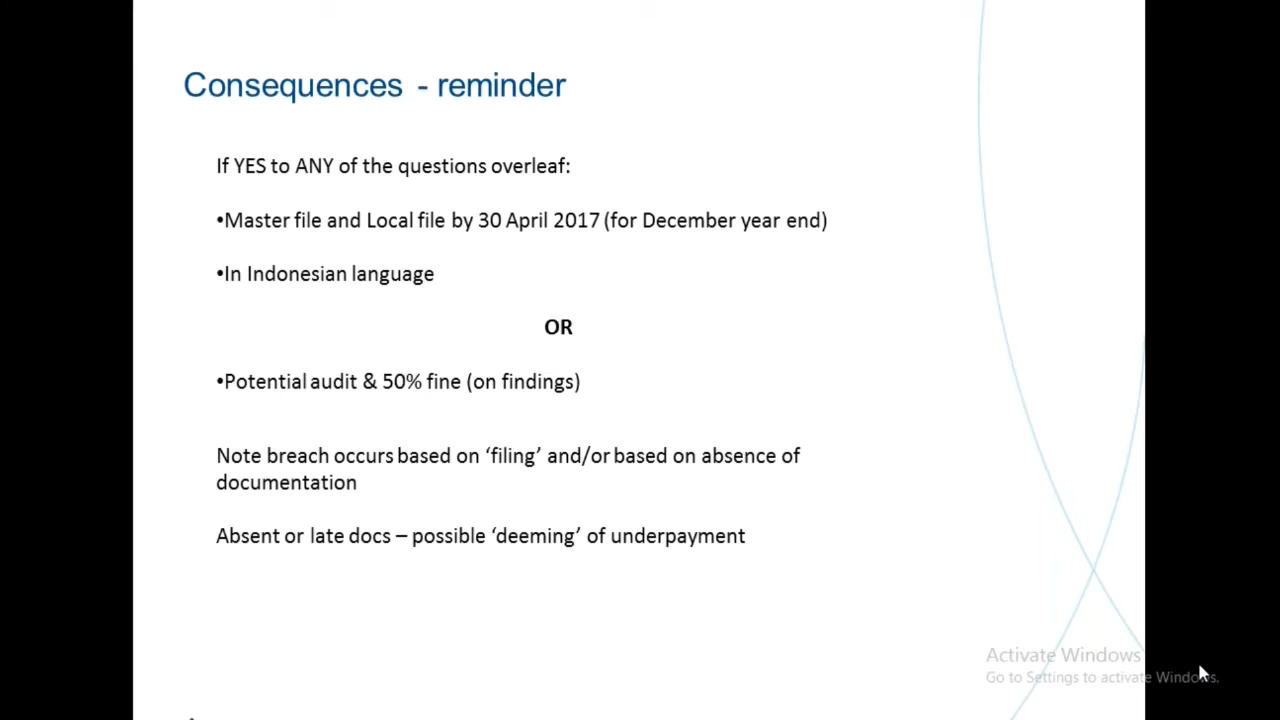 Consequences - reminder
If YES to ANY of the questions overleaf:
•Master file and Local file by 30 April 2017 (for December year end)
•In Indonesian language
OR
•Potential audit & 50% fine (on findings)
Note breach occurs based on ‘filing’ and/or based on absence of
documentation
Absent or late docs – possible ‘deeming’ of underpayment
Activate Windows
Go to Settings to activate Windows.